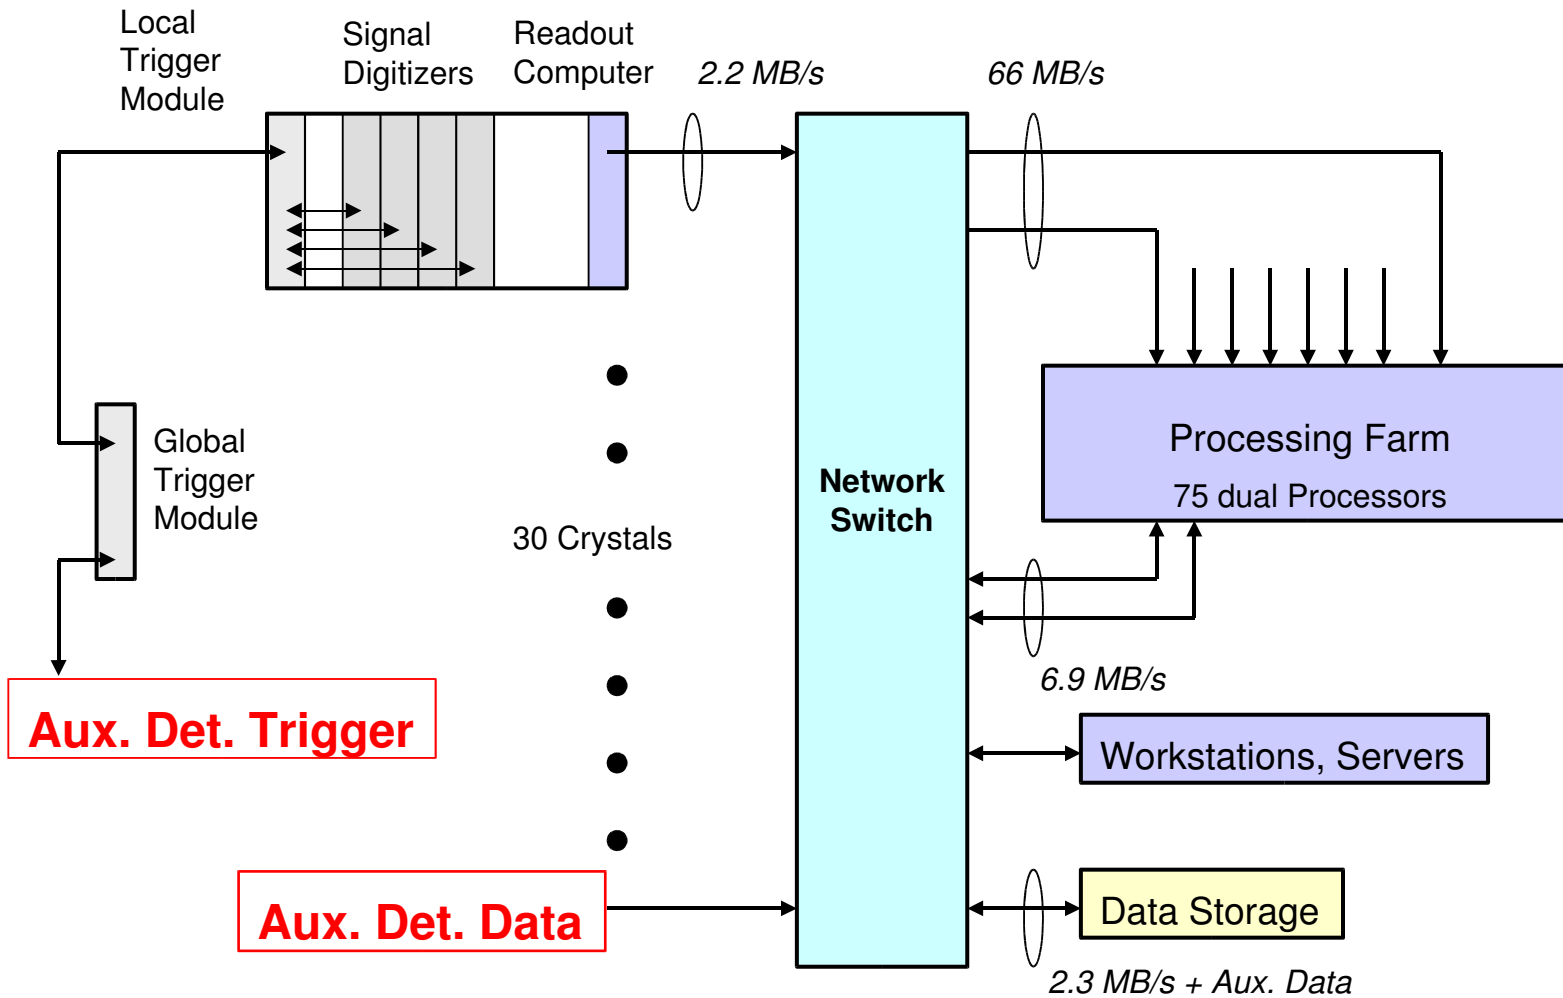 Local
Trigger
Module
Signal
Digitizers
Readout
Computer
2.2 MB/s
66 MB/s
Global
Trigger
Module
30 Crystals
Network
Switch
Processing Farm
75 dual Processors
6.9 MB/s
Aux. Det. Trigger
Workstations, Servers
Aux. Det. Data
Data Storage
2.3 MB/s + Aux. Data